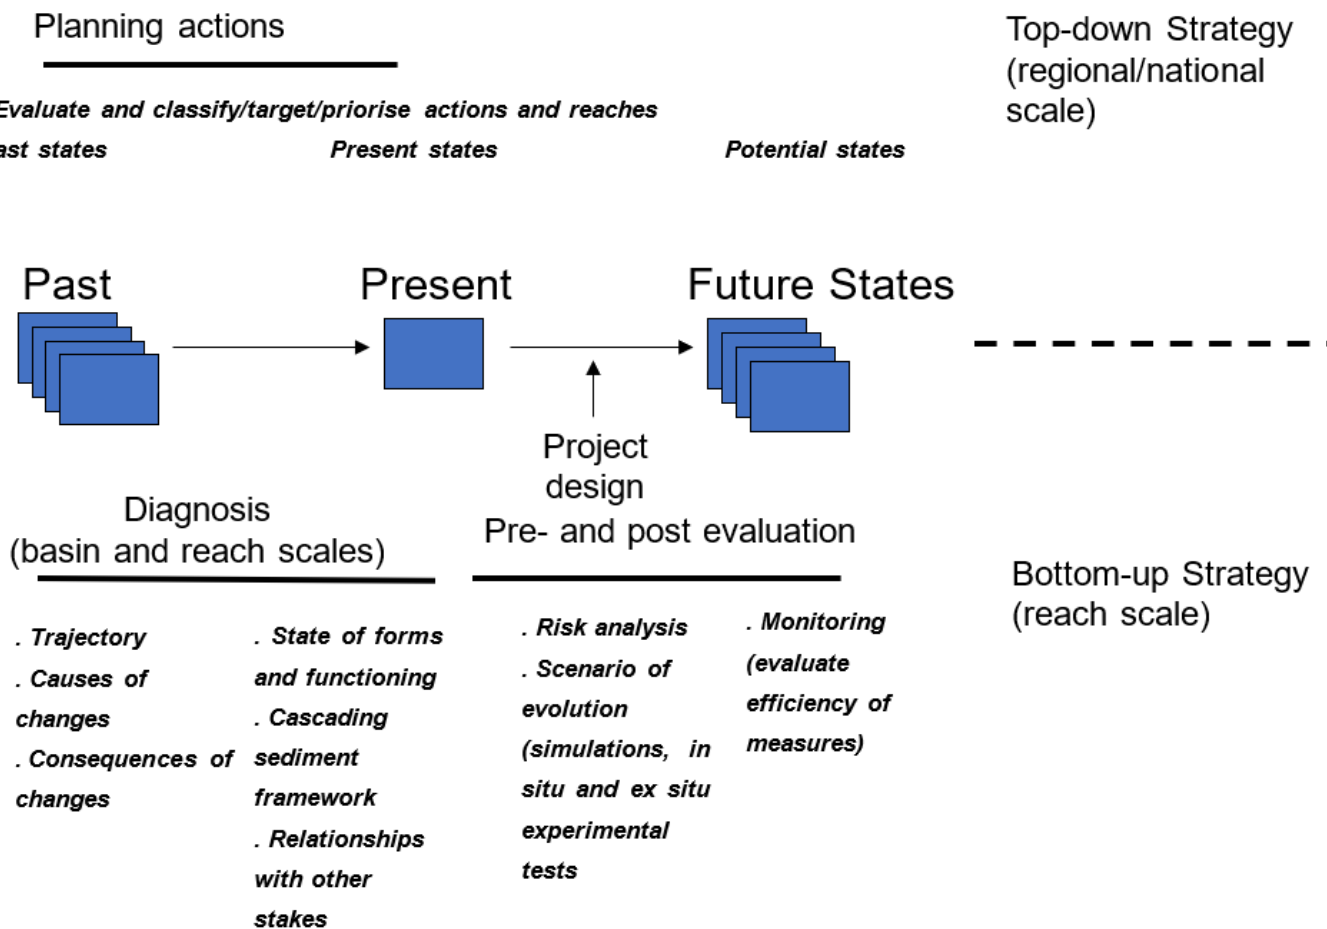 Planning actions
Top-down Strategy
(regional/national
scale)
Evaluate and classify/target/priorise actions and reaches
ast states
Present states
Potential states
Past
Present
Future States
Project
design
Diagnosis
(basin and reach scales)
Pre- and post evaluation
Bottom-up Strategy
(reach scale)
. Trajectory
. Causes of
changes
. Consequences of
changes
. State of forms
and functioning
. Cascading
sediment
framework
. Relationships
with other
stakes
. Risk analysis
. Scenario of
evolution
(simulations, in
situ and ex situ
experimental
tests
. Monitoring
(evaluate
efficiency of
measures)